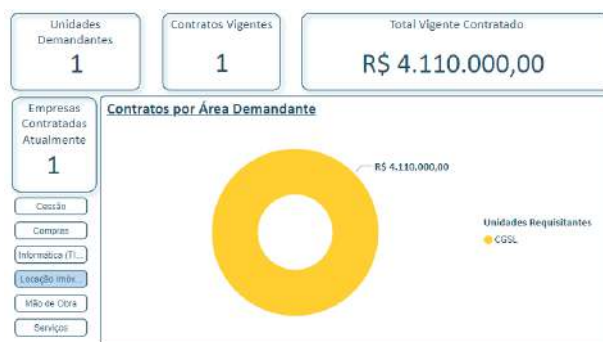 Unidades
Demandantes
1
Contratos Vigentes
1
Total Vigente Contratado
R$ 4.110.000,00
Empresas
Contratadas
Atualmente
1
Contratos por Área Demandante
R$ 4.110.000,00
Unidades Requisitantes
CGSL
Cessão
Compras
Informática (TI...
Locação Imóv...
Mão de Obra
Serviços